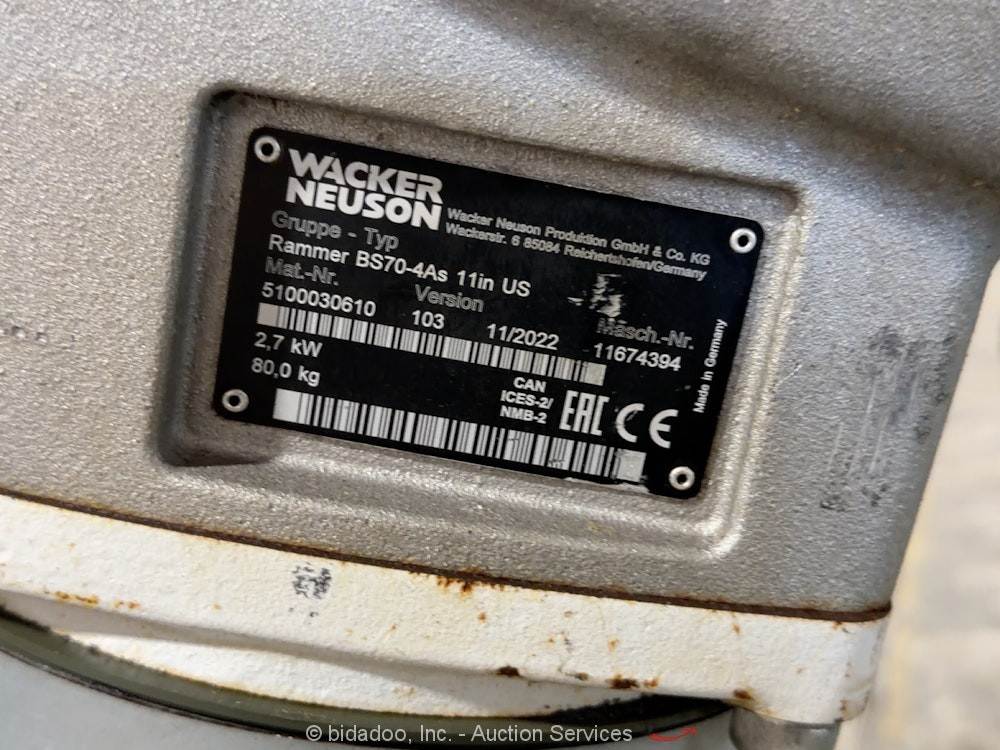 WACKER
NEUSON
Wacker Neuson Produktion GmbH & Co. KG
Wackerstr. 6 85084 Reichertshofen/Germany
Gruppe - Typ
Rammer BS70-4As 11in US
Mat.-Nr. Version Masch.-Nr.
5100030610 103 11/2022 11674394
2,7 kW
80,0 kg
CAN
ICES-2/
NMB-2
EAC CE
Made in Germany
© bidadoo, Inc. - Auction Services